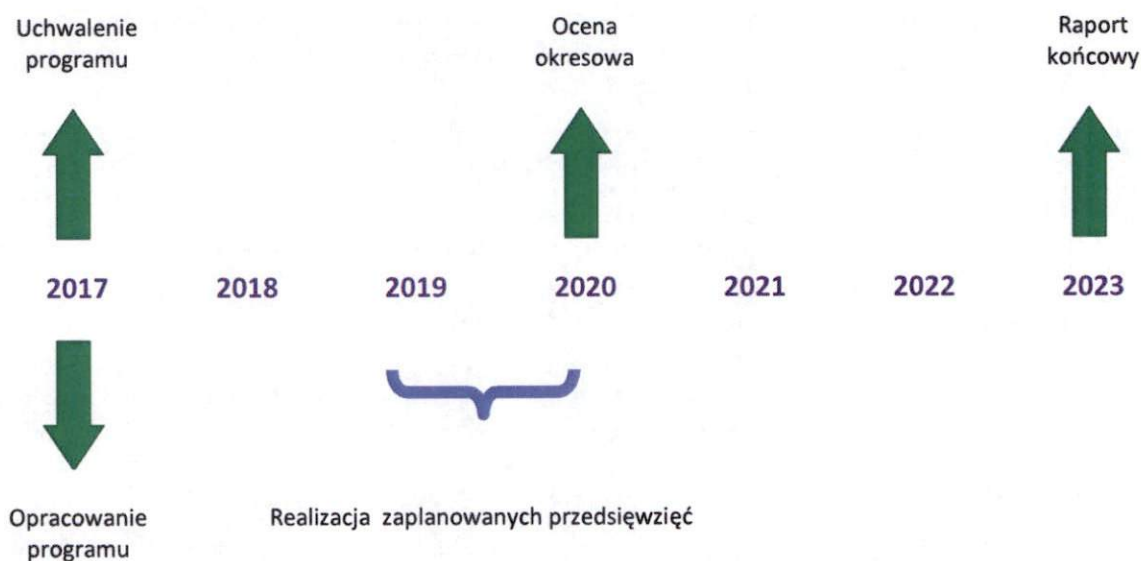 Uchwalenie
programu
Ocena
okresowa
Raport
końcowy
2017 2018 2019 2020 2021 2022 2023
Opracowanie
programu
Realizacja zaplanowanych przedsięwzięć